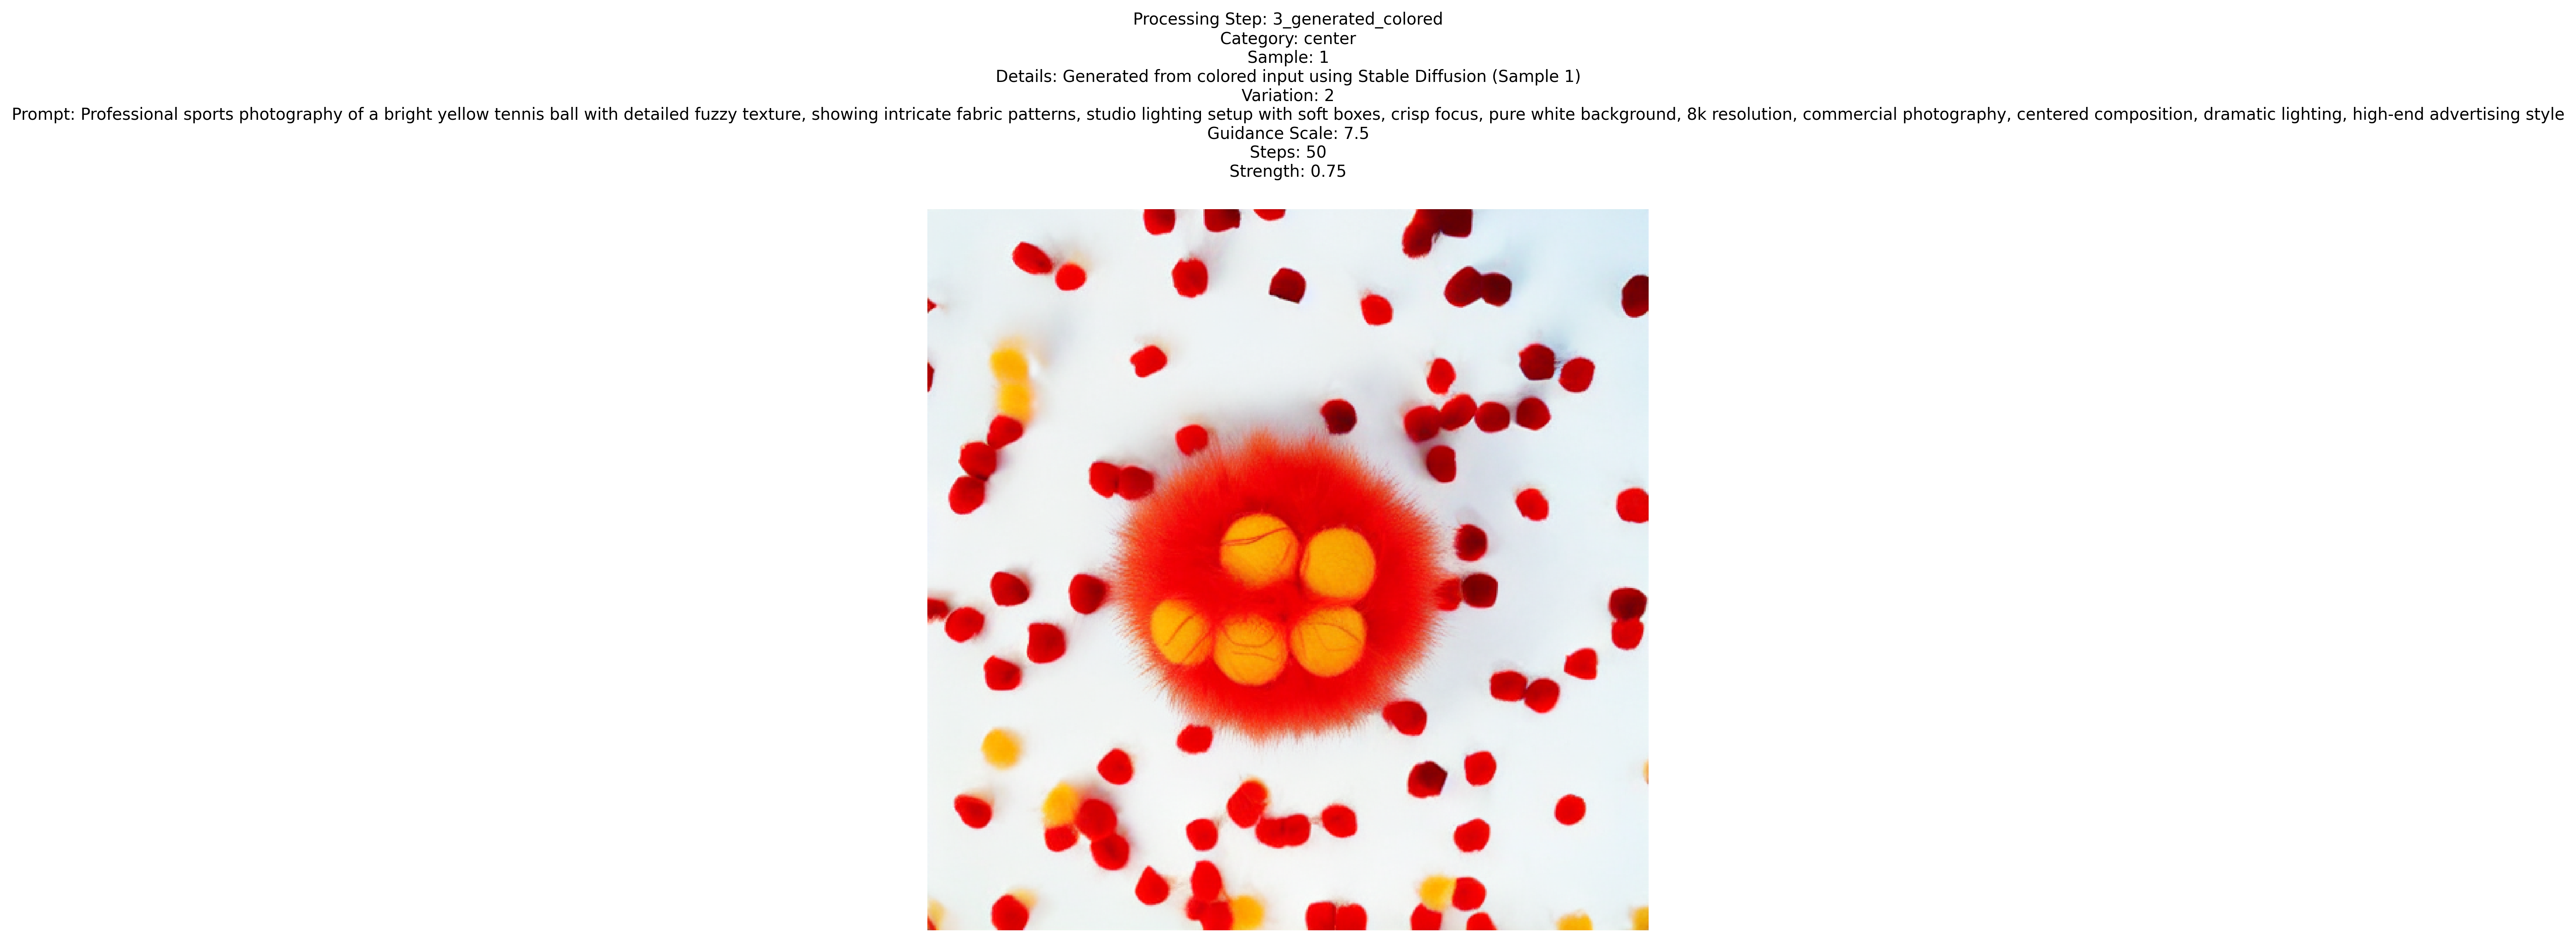 Processing Step: 3_generated_colored
Category: center
Sample: 1
Details: Generated from colored input using Stable Diffusion (Sample 1)
Variation: 2
Prompt: Professional sports photography of a bright yellow tennis ball with detailed fuzzy texture, showing intricate fabric patterns, studio lighting setup with soft boxes, crisp focus, pure white background, 8k resolution, commercial photography, centered composition, dramatic lighting, high-end advertising style
Guidance Scale: 7.5
Steps: 50
Strength: 0.75